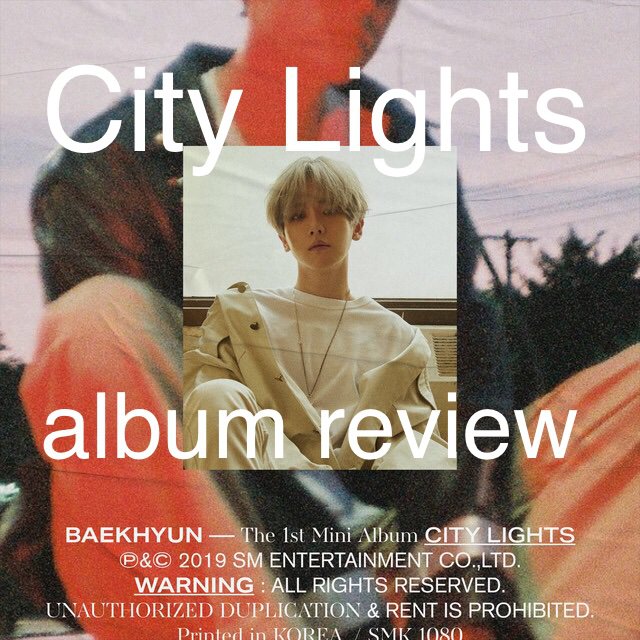 City Lights
album review
BAEKHYUN — The 1st Mini Album CITY LIGHTS
℗&© 2019 SM ENTERTAINMENT CO.,LTD.
WARNING : ALL RIGHTS RESERVED.
UNAUTHORIZED DUPLICATION & RENT IS PROHIBITED.
Printed in KOREA / SMK 1080